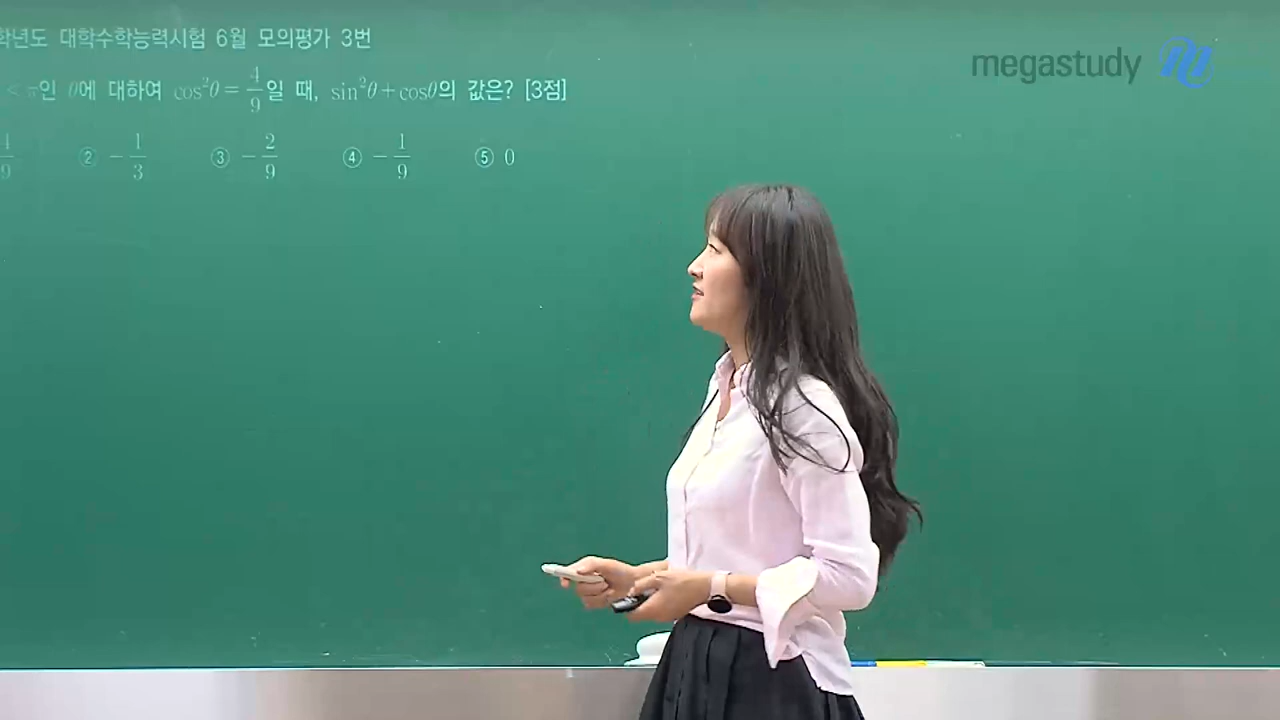 학년도 대학수학능력시험 6월 모의평가 3번
megastudy
< π인 θ에 대하여 cos²θ = 4/9 일 때, sin²θ + cosθ의 값은? [3점]
② -1/3 ③ -2/9 ④ -1/9 ⑤ 0